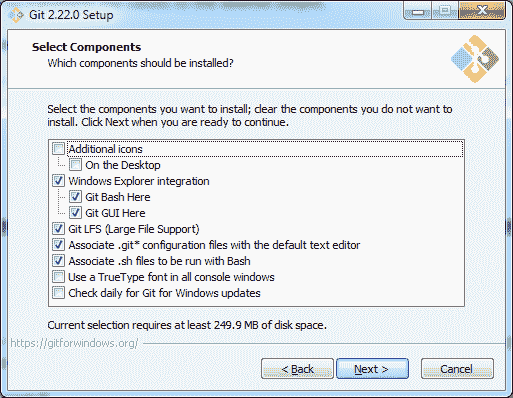 Git 2.22.0 Setup
Select Components
Which components should be installed?
Select the components you want to install; clear the components you do not want to
install. Click Next when you are ready to continue.
Additional icons
On the Desktop
Windows Explorer integration
Git Bash Here
Git GUI Here
Git LFS (Large File Support)
Associate .git* configuration files with the default text editor
Associate .sh files to be run with Bash
Use a TrueType font in all console windows
Check daily for Git for Windows updates
Current selection requires at least 249.9 MB of disk space.
https://gitforwindows.org/
< Back Next > Cancel